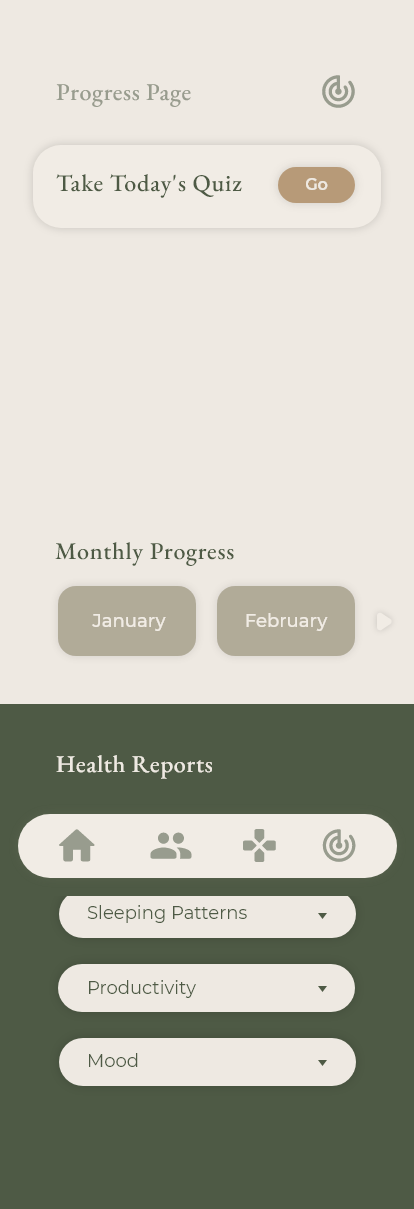 Progress Page
Take Today's Quiz
Go
Monthly Progress
January
February
Health Reports
Sleeping Patterns
Productivity
Mood